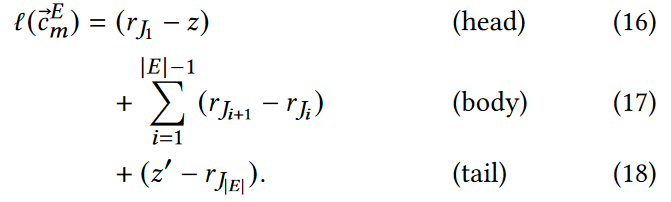 ℓ(c⃗_m^E) = (r_{J_1} − z) (head) (16)
+ ∑_{i=1}^{|E|−1} (r_{J_{i+1}} − r_{J_i}) (body) (17)
+ (z′ − r_{J_{|E|}}). (tail) (18)